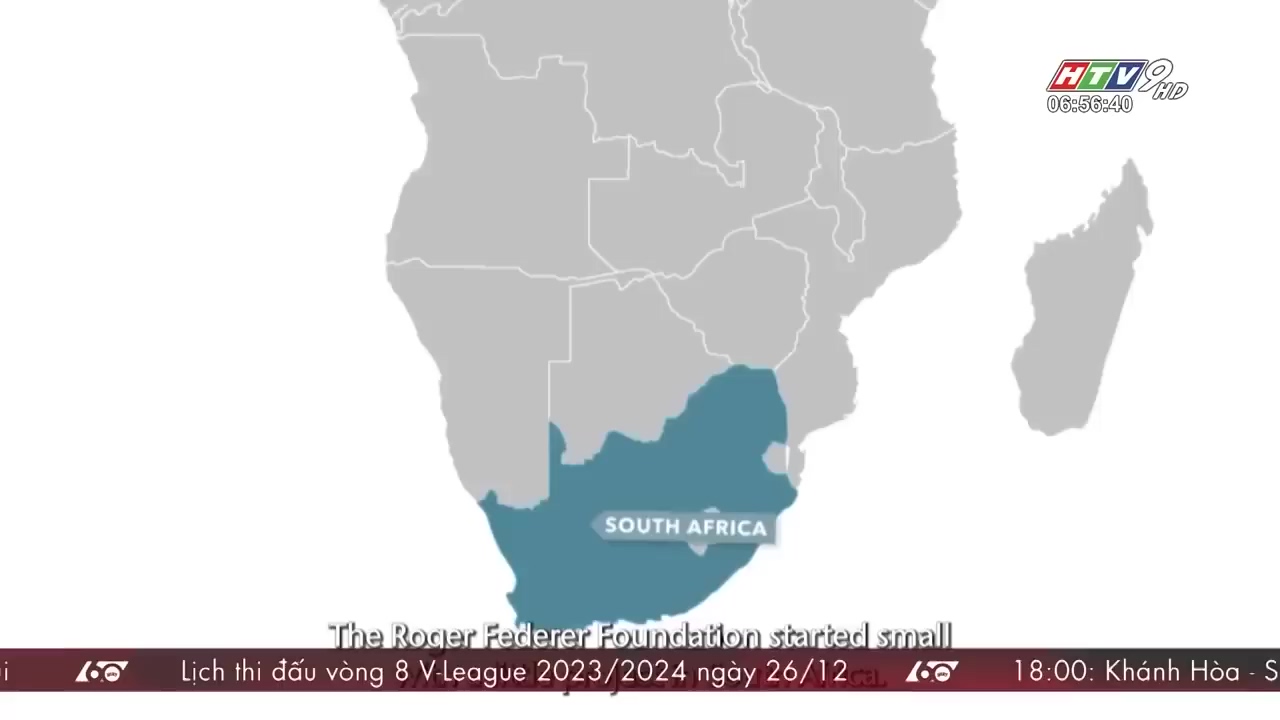 HTV9 HD
06:56:40
SOUTH AFRICA
The Roger Federer Foundation started small
Lịch thi đấu vòng 8 V-League 2023/2024 ngày 26/12
18:00: Khánh Hòa - S